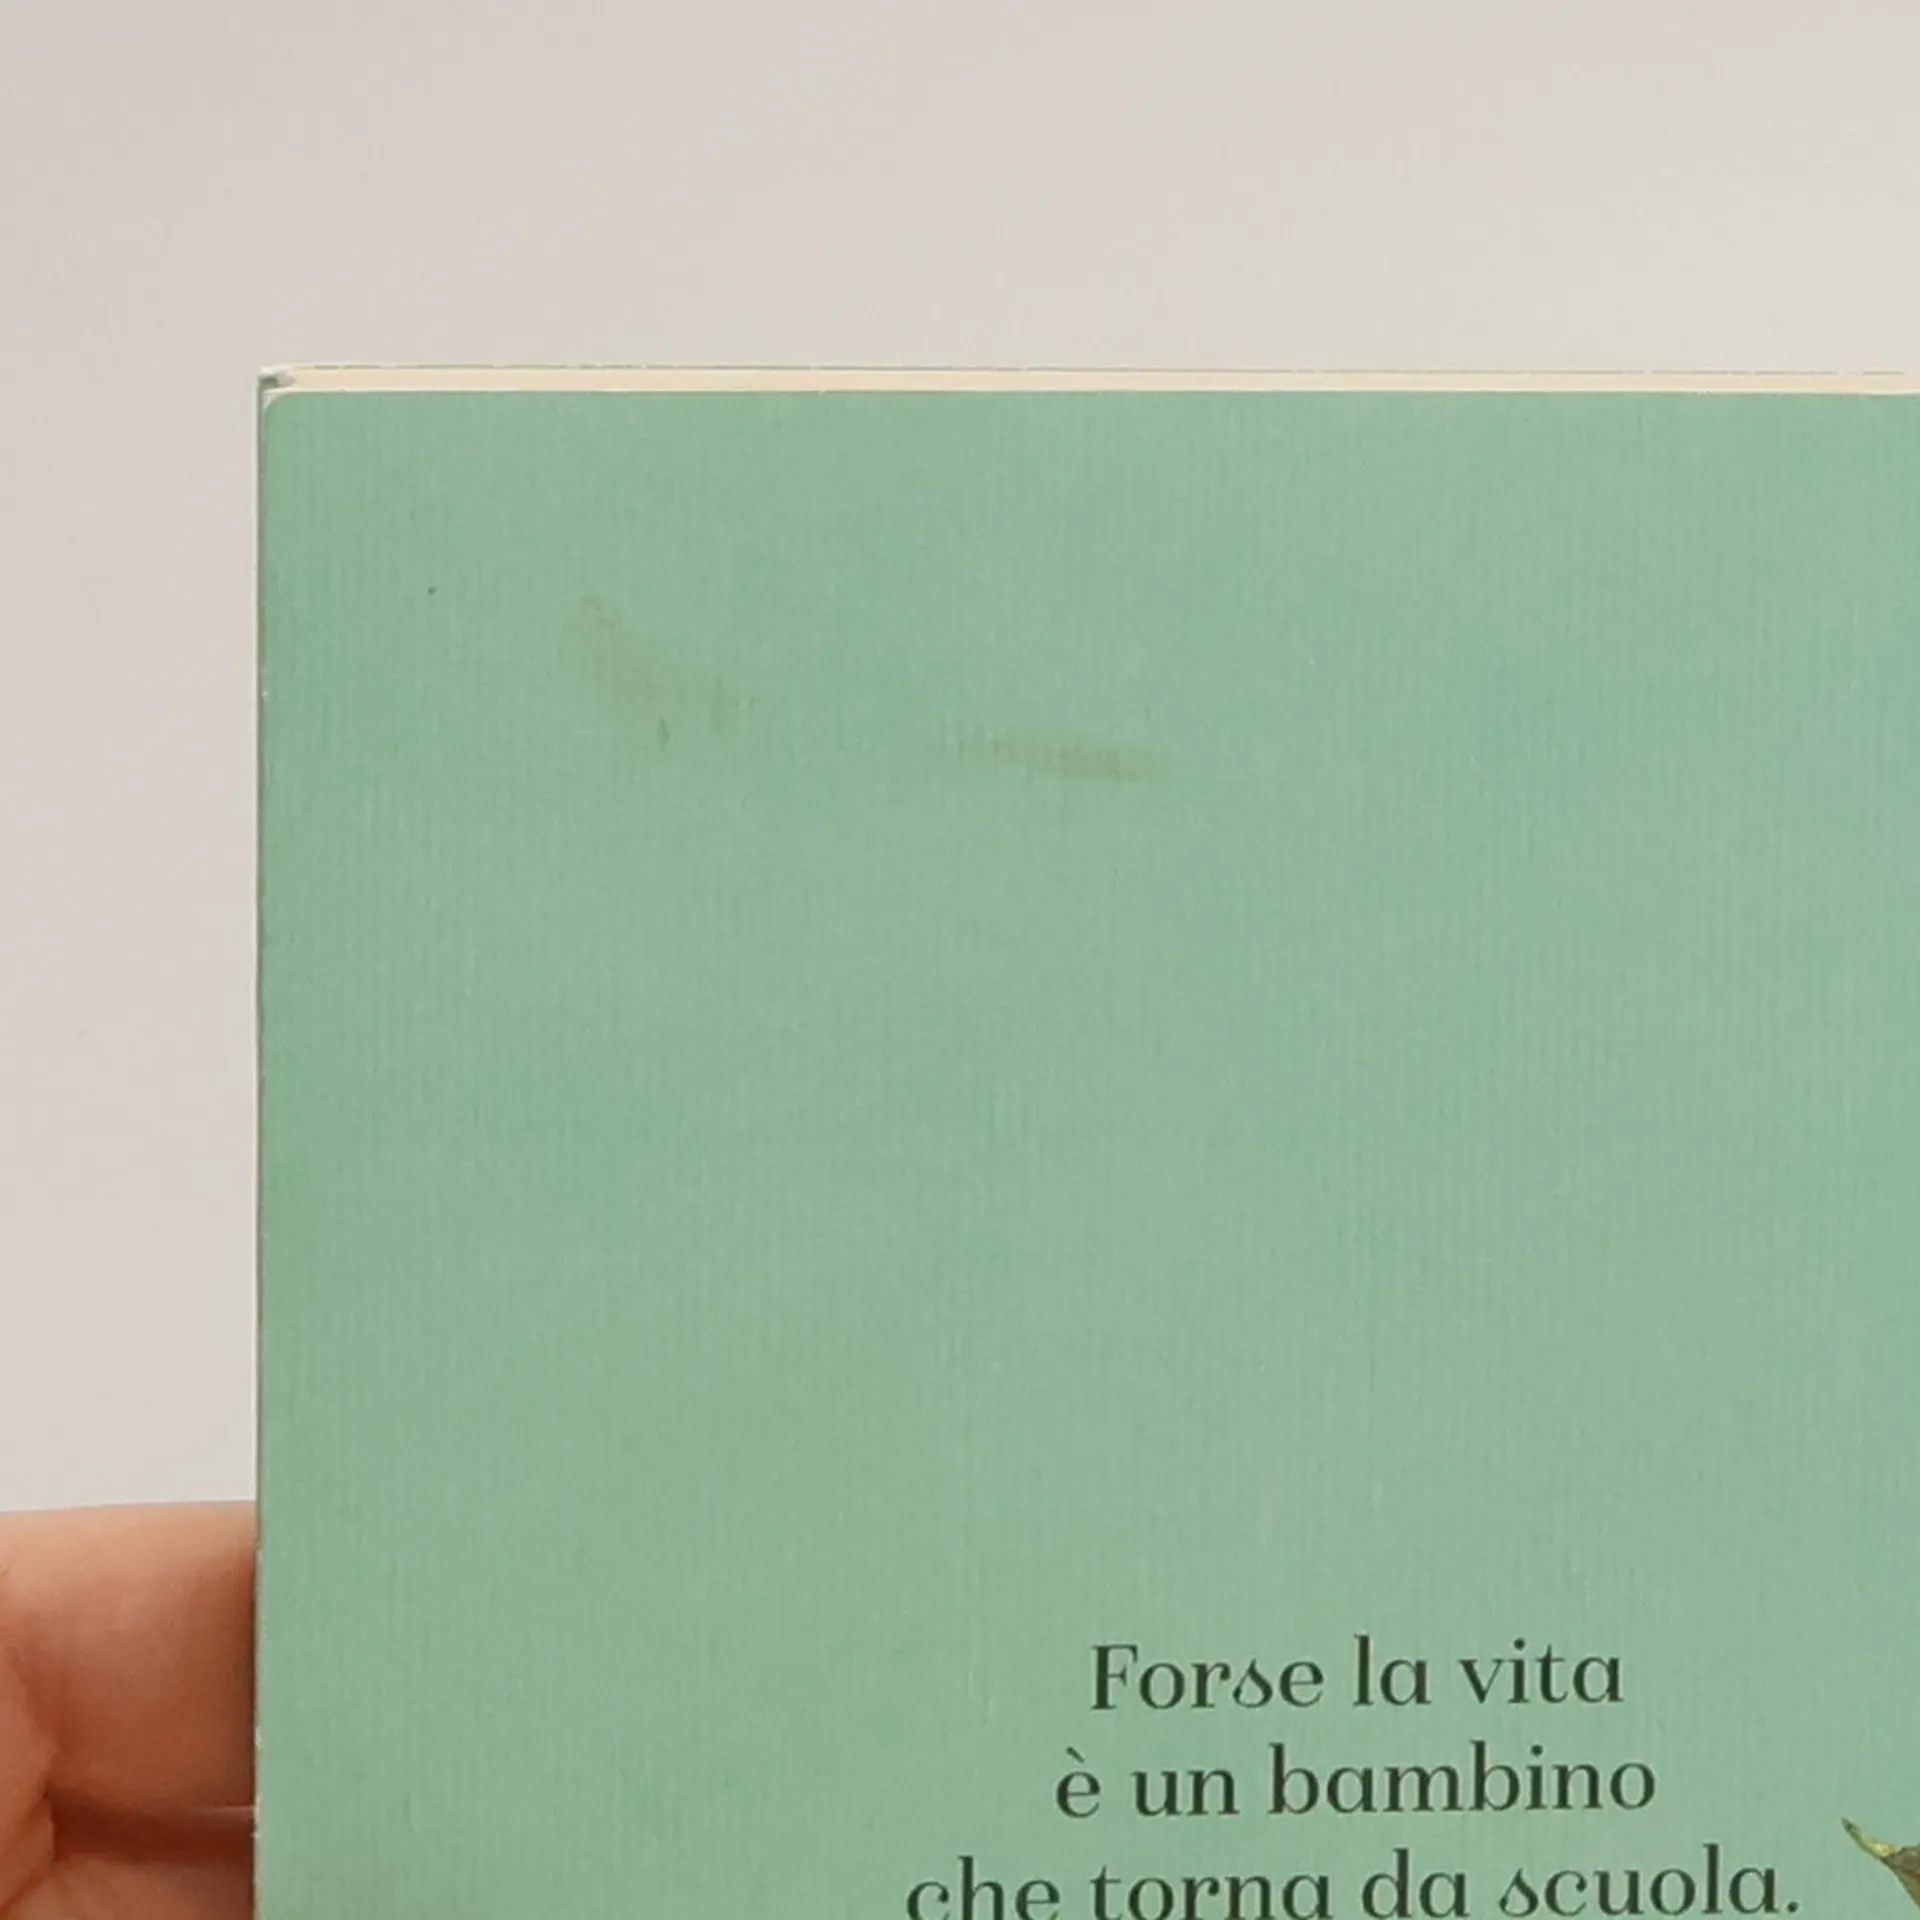 Forse la vita
è un bambino
che torna da scuola.